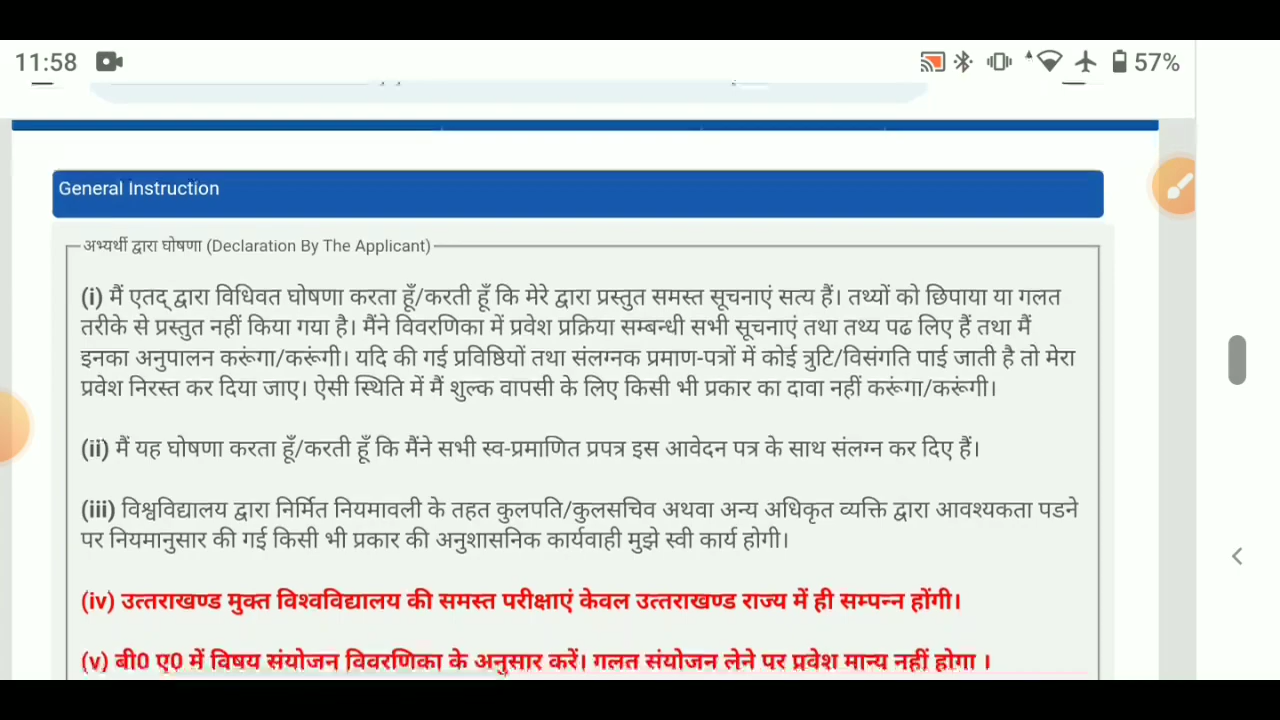 11:58
57%
General Instruction
अभ्यर्थी द्वारा घोषणा (Declaration By The Applicant)
(i) मैं एतद् द्वारा विधिवत घोषणा करता हूँ/करती हूँ कि मेरे द्वारा प्रस्तुत समस्त सूचनाएं सत्य हैं। तथ्यों को छिपाया या गलत
तरीके से प्रस्तुत नहीं किया गया है। मैंने विवरणिका में प्रवेश प्रक्रिया सम्बन्धी सभी सूचनाएं तथा तथ्य पढ लिए हैं तथा मैं
इनका अनुपालन करूंगा/करूंगी। यदि की गई प्रविष्ठियों तथा संलग्नक प्रमाण-पत्रों में कोई त्रुटि/विसंगति पाई जाती है तो मेरा
प्रवेश निरस्त कर दिया जाए। ऐसी स्थिति में मैं शुल्क वापसी के लिए किसी भी प्रकार का दावा नहीं करूंगा/करूंगी।
(ii) मैं यह घोषणा करता हूँ/करती हूँ कि मैंने सभी स्व-प्रमाणित प्रपत्र इस आवेदन पत्र के साथ संलग्न कर दिए हैं।
(iii) विश्वविद्यालय द्वारा निर्मित नियमावली के तहत कुलपति/कुलसचिव अथवा अन्य अधिकृत व्यक्ति द्वारा आवश्यकता पडने
पर नियमानुसार की गई किसी भी प्रकार की अनुशासनिक कार्यवाही मुझे स्वी कार्य होगी।
(iv) उत्तराखण्ड मुक्त विश्वविद्यालय की समस्त परीक्षाएं केवल उत्तराखण्ड राज्य में ही सम्पन्न होंगी।
(v) बी0 ए0 में विषय संयोजन विवरणिका के अनुसार करें। गलत संयोजन लेने पर प्रवेश मान्य नहीं होगा ।